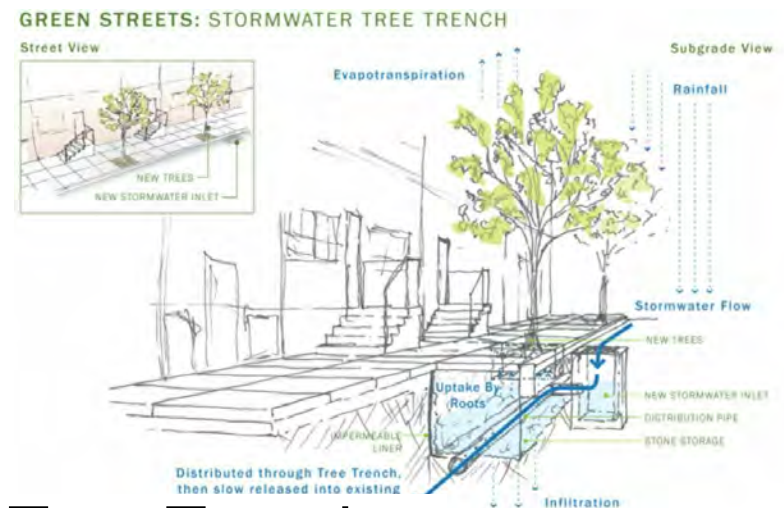 GREEN STREETS: STORMWATER TREE TRENCH
Street View
Subgrade View
Evapotranspiration
Rainfall
NEW TREES
NEW STORMWATER INLET
Stormwater Flow
NEW TREES
Uptake By
Roots
NEW STORMWATER INLET
DISTRIBUTION PIPE
IMPERMEABLE
LINER
STONE STORAGE
Distributed through Tree Trench,
then slow released into existing
Infiltration